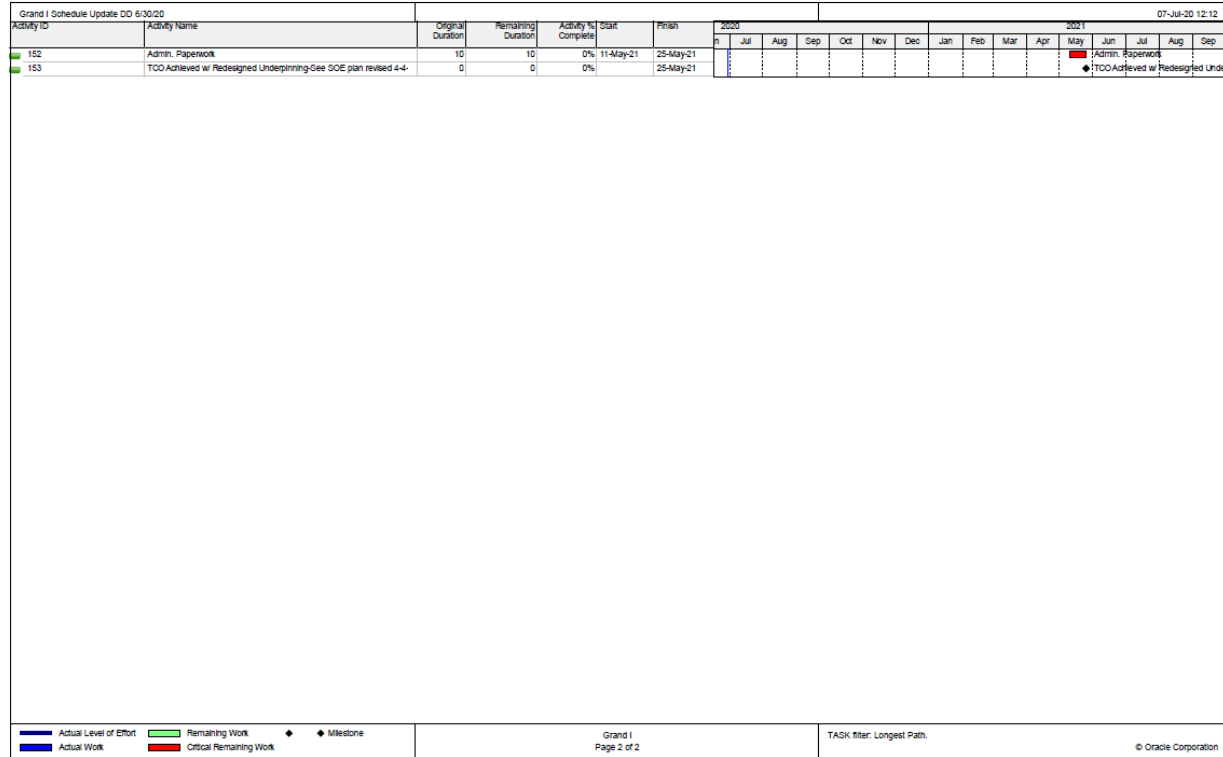 Grand I Schedule Update DD 6/30/20 07-Jul-20 12:12
Activity ID Activity Name Original Duration Remaining Duration Activity % Complete Start Finish 2020 2021
n Jul Aug Sep Oct Nov Dec Jan Feb Mar Apr May Jun Jul Aug Sep
152 Admin. Paperwork 10 10 0% 11-May-21 25-May-21 Admin. Paperwork
153 TCO Achieved w/ Redesigned Underpinning-See SOE plan revised 4-4- 0 0 0% 25-May-21 TCO Achieved w/ Redesigned Unde
Actual Level of Effort Remaining Work Milestone
Actual Work Critical Remaining Work
Grand I
Page 2 of 2
TASK filter: Longest Path.
© Oracle Corporation